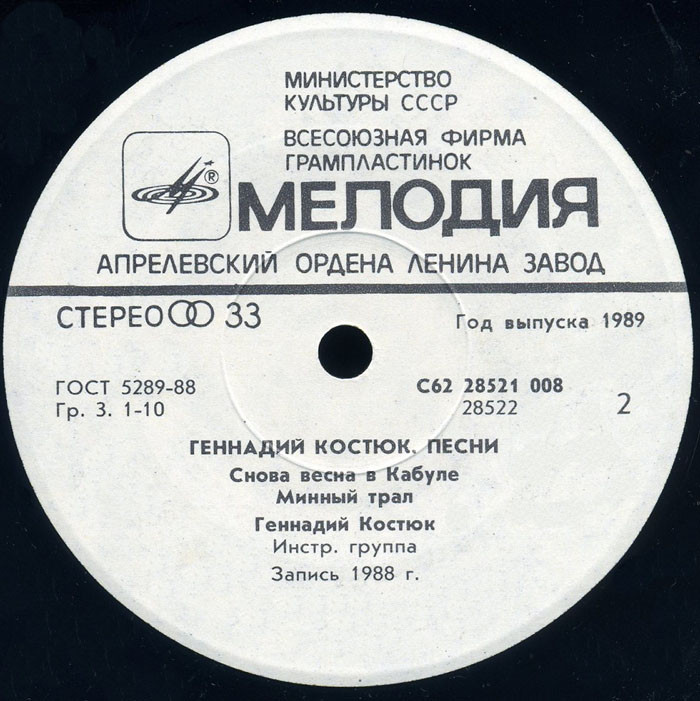 МИНИСТЕРСТВО
КУЛЬТУРЫ СССР
ВСЕСОЮЗНАЯ ФИРМА
ГРАМПЛАСТИНОК
®
МЕЛОДИЯ
АПРЕЛЕВСКИЙ ОРДЕНА ЛЕНИНА ЗАВОД
СТЕРЕО 33
Год выпуска 1989
ГОСТ 5289-88
Гр. 3. 1-10
С62 28521 008
28522
2
ГЕННАДИЙ КОСТЮК. ПЕСНИ
Снова весна в Кабуле
Минный трал
Геннадий Костюк
Инстр. группа
Запись 1988 г.